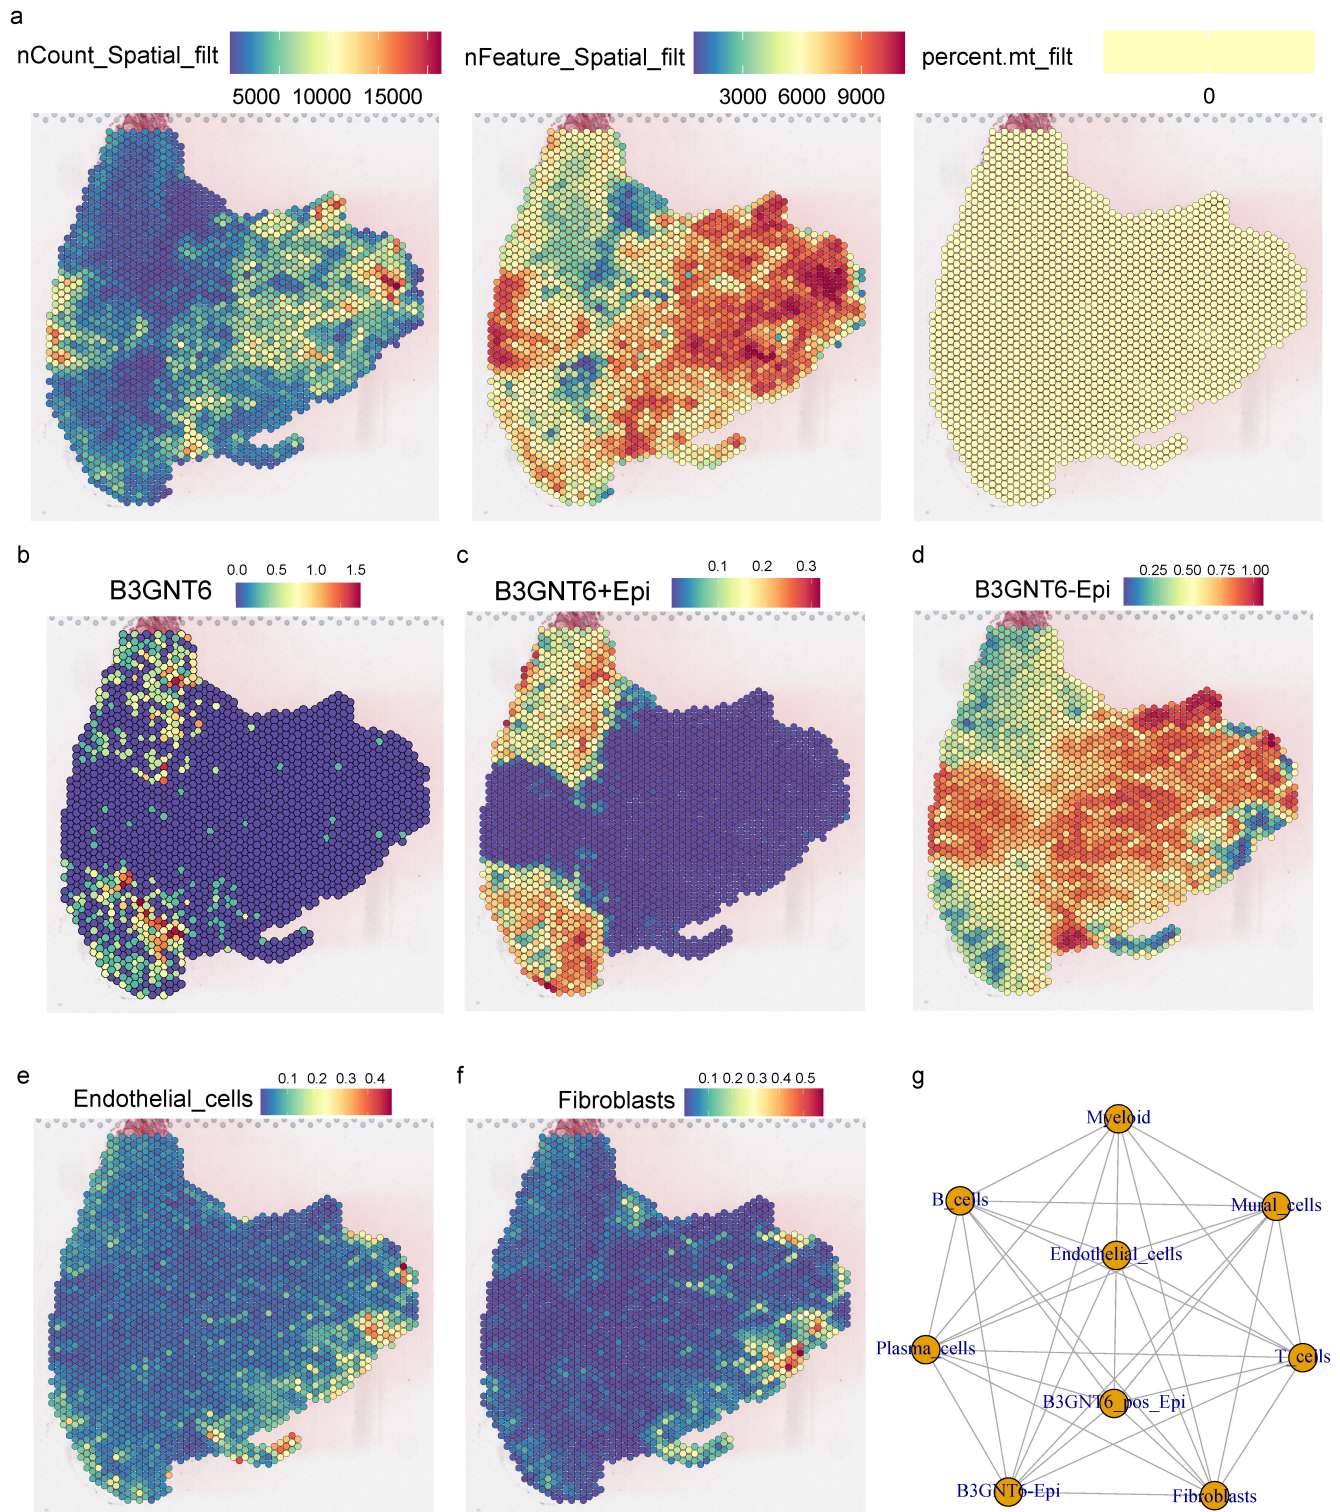 a
nCount_Spatial_filt
5000 10000 15000
nFeature_Spatial_filt
3000 6000 9000
percent.mt_filt
0
b
B3GNT6
0.0 0.5 1.0 1.5
c
B3GNT6+Epi
0.1 0.2 0.3
d
B3GNT6-Epi
0.25 0.50 0.75 1.00
e
Endothelial_cells
0.1 0.2 0.3 0.4
f
Fibroblasts
0.1 0.2 0.3 0.4 0.5
g
Myeloid
B_cells
Mural_cells
Endothelial_cells
Plasma_cells
T_cells
B3GNT6_pos_Epi
B3GNT6-Epi
Fibroblasts